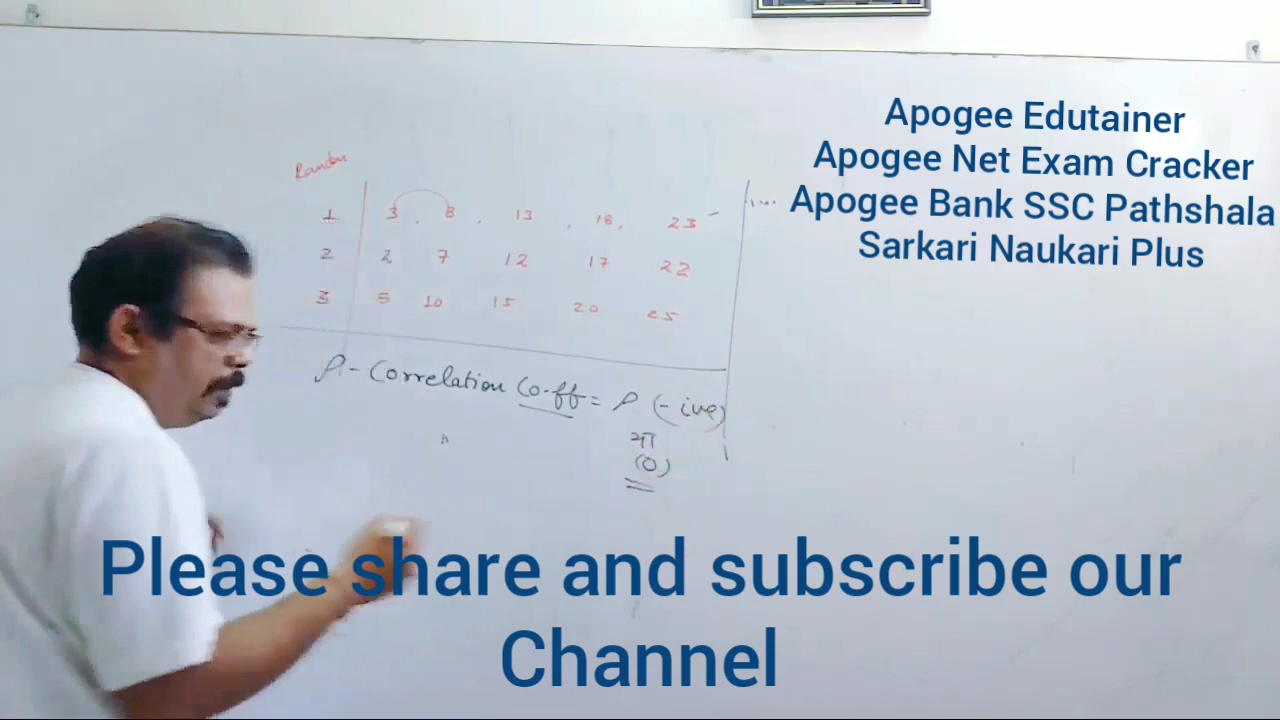 Apogee Edutainer
Apogee Net Exam Cracker
Apogee Bank SSC Pathshala
Sarkari Naukari Plus
Random
1 3 , 8 , 13 , 18, 23 - ....
2 2 7 12 17 22
3 5 10 15 20 25
ρ - Correlation Co-ff = ρ (-ive)
या
(0)
Please share and subscribe our
Channel